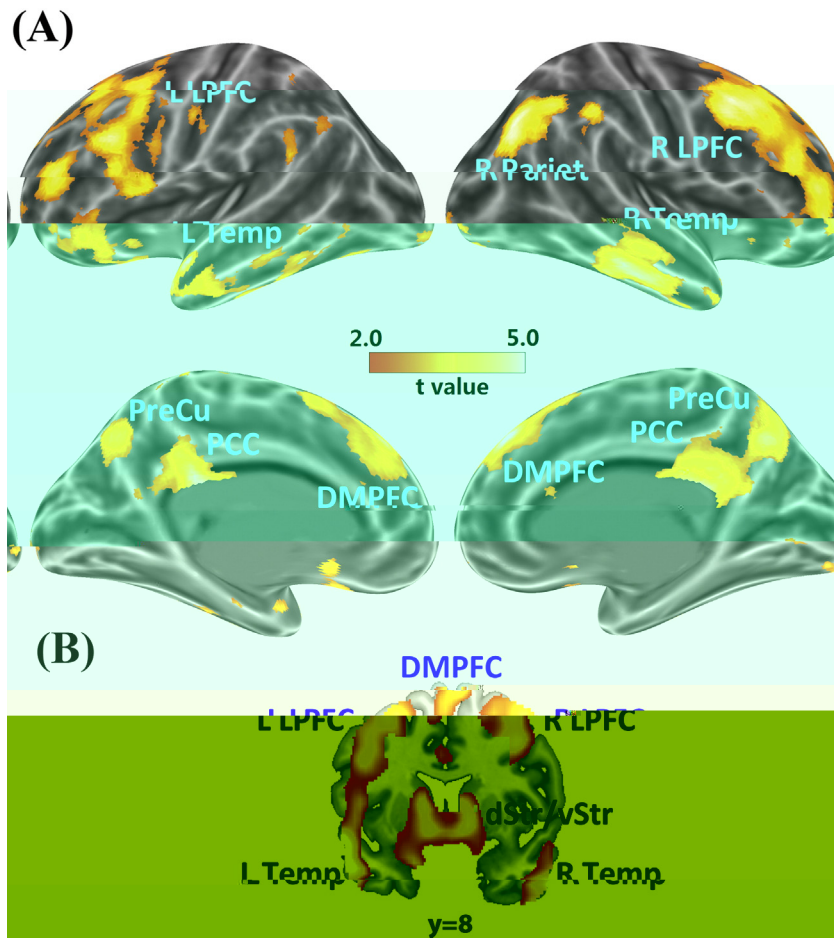 (A)
L LPFC
R LPFC
R Pariet
L Temp
R Temp
2.0 5.0
t value
PreCu
PreCu
PCC
PCC
DMPFC
DMPFC
(B)
DMPFC
L LPFC
R LPFC
dStr/vStr
L Temp
R Temp
y=8